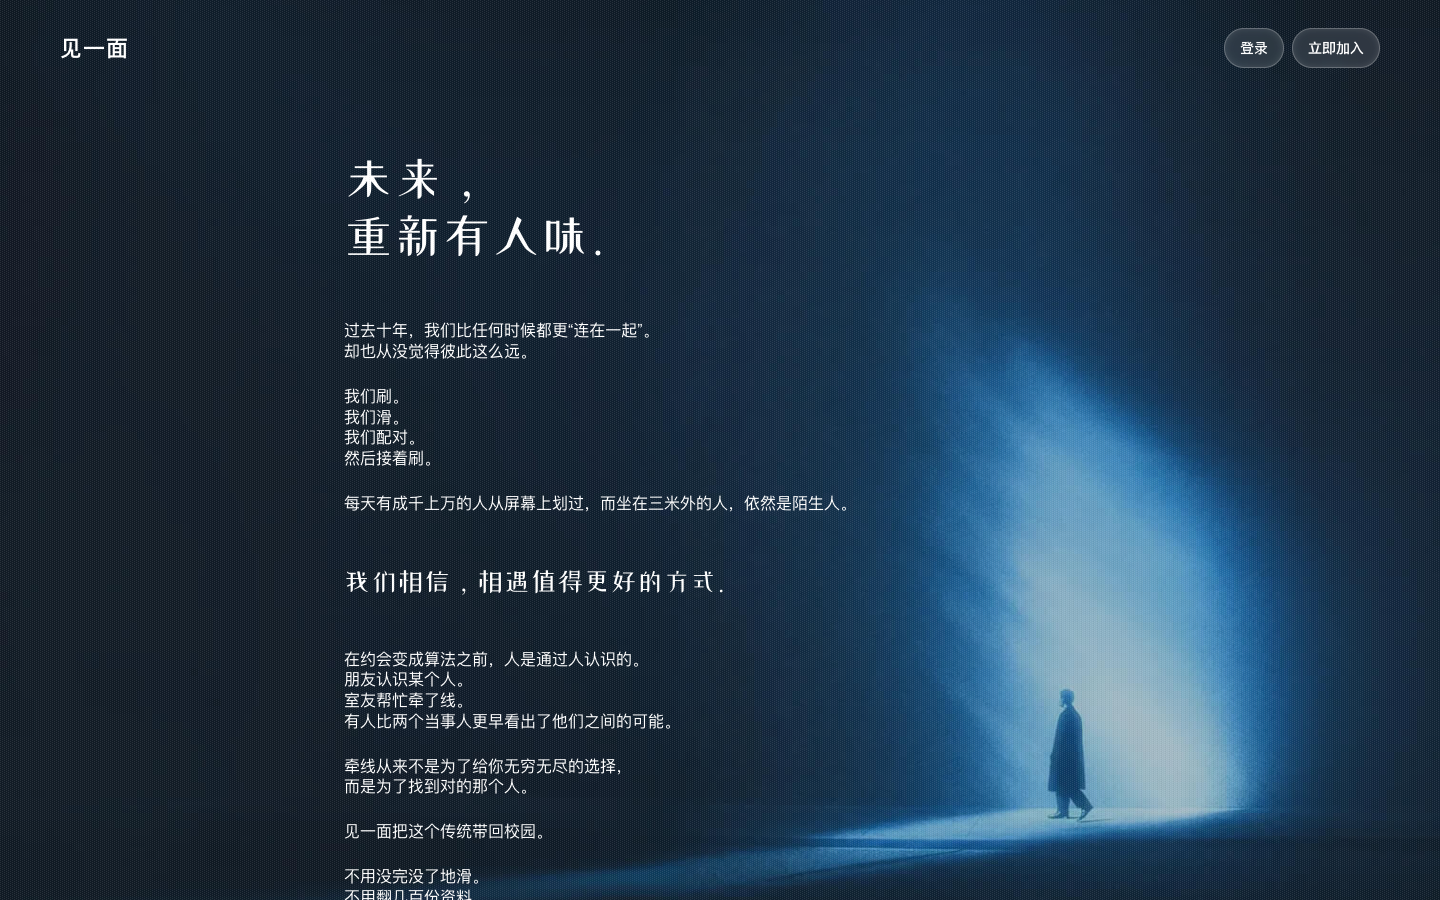 见一面
登录
立即加入
未来，
重新有人味.
过去十年，我们比任何时候都更“连在一起”。
却也从没觉得彼此这么远。
我们刷。
我们滑。
我们配对。
然后接着刷。
每天有成千上万的人从屏幕上划过，而坐在三米外的人，依然是陌生人。
我们相信，相遇值得更好的方式.
在约会变成算法之前，人是通过人认识的。
朋友认识某个人。
室友帮忙牵了线。
有人比两个当事人更早看出了他们之间的可能。
牵线从来不是为了给你无穷无尽的选择，
而是为了找到对的那个人。
见一面把这个传统带回校园。
不用没完没了地滑。
不用翻几百份资料